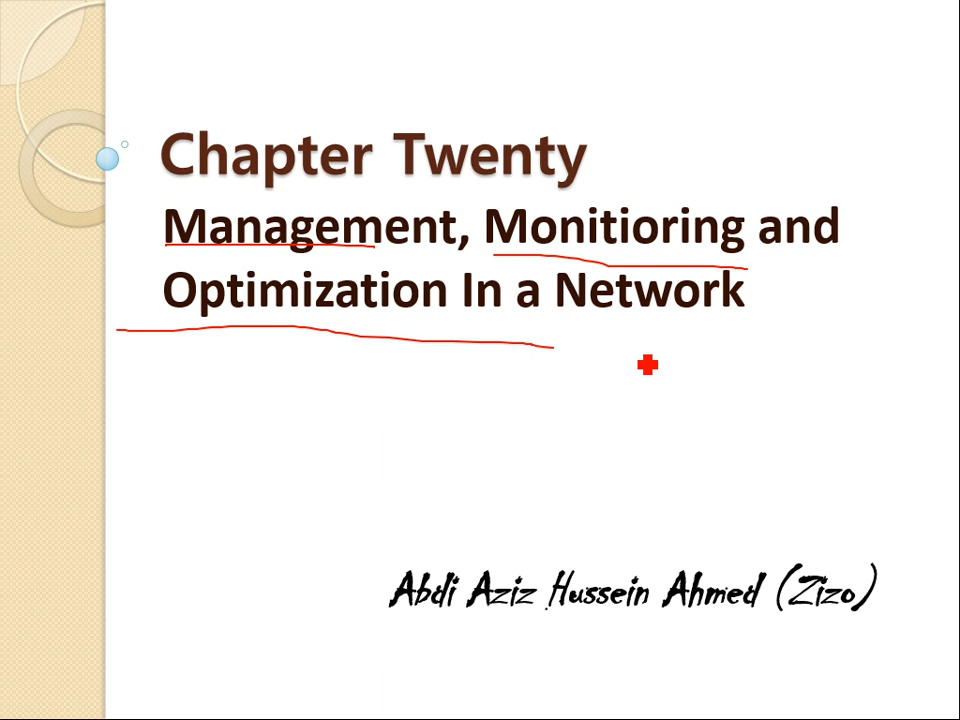 Chapter Twenty
Management, Monitioring and
Optimization In a Network
Abdi Aziz Hussein Ahmed (Zizo)